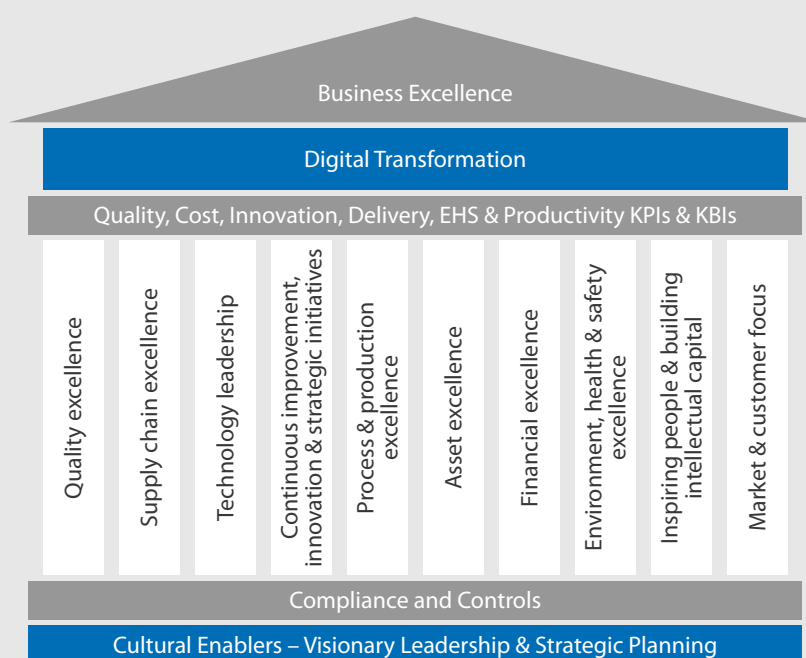 Business Excellence
Digital Transformation
Quality, Cost, Innovation, Delivery, EHS & Productivity KPIs & KBIs
Quality excellence
Supply chain excellence
Technology leadership
Continuous improvement,
innovation & strategic initiatives
Process & production
excellence
Asset excellence
Financial excellence
Environment, health & safety
excellence
Inspiring people & building
intellectual capital
Market & customer focus
Compliance and Controls
Cultural Enablers – Visionary Leadership & Strategic Planning